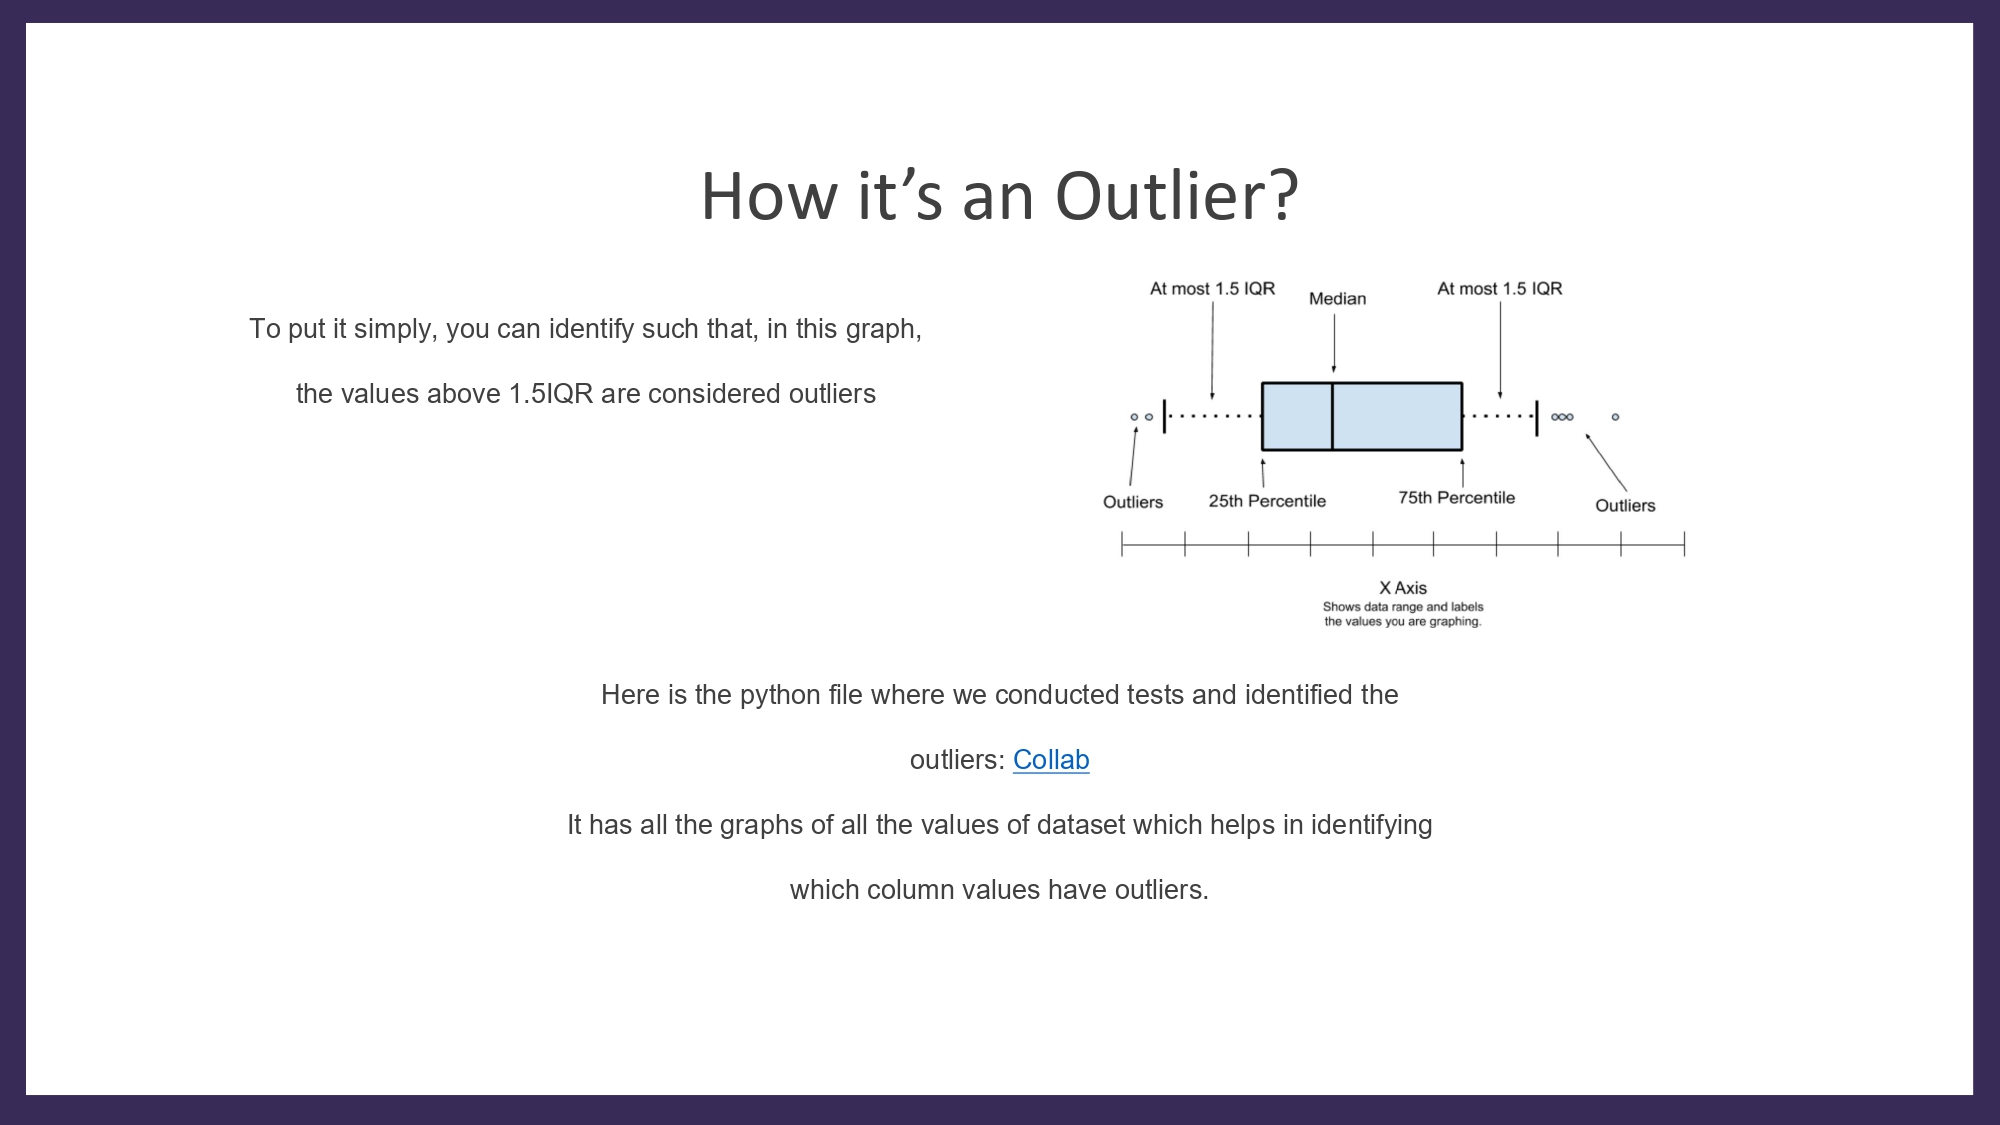 How it’s an Outlier?
To put it simply, you can identify such that, in this graph,
the values above 1.5IQR are considered outliers
At most 1.5 IQR
Median
At most 1.5 IQR
Outliers
25th Percentile
75th Percentile
Outliers
X Axis
Shows data range and labels
the values you are graphing.
Here is the python file where we conducted tests and identified the
outliers: Collab
It has all the graphs of all the values of dataset which helps in identifying
which column values have outliers.